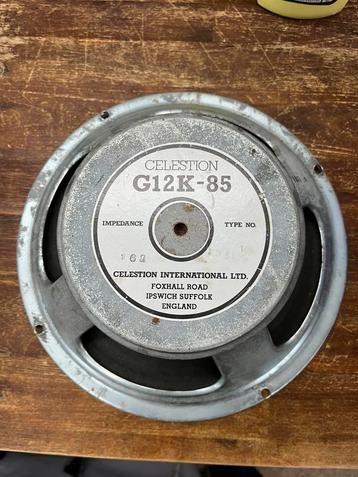 CELESTION
G12K-85
IMPEDANCE TYPE NO.
CELESTION INTERNATIONAL LTD.
FOXHALL ROAD
IPSWICH SUFFOLK
ENGLAND